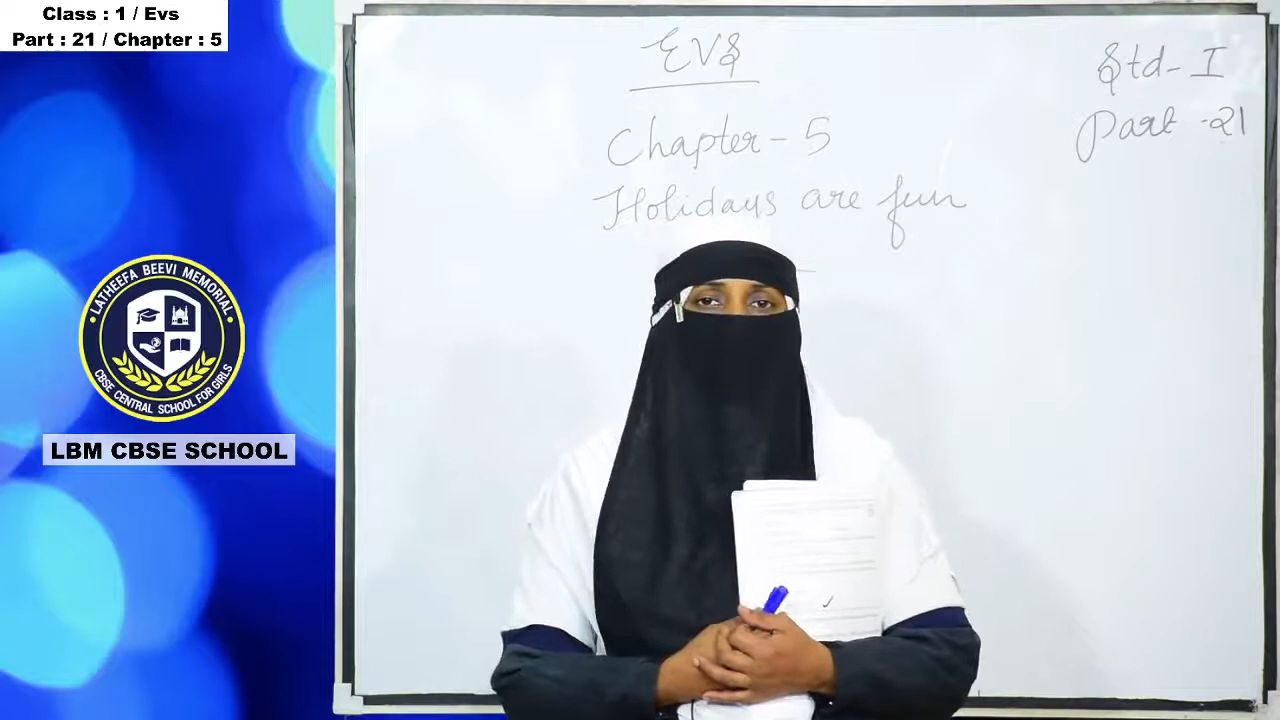 Class : 1 / Evs
Part : 21 / Chapter : 5
EVS
Std- I
Chapter - 5
Part -21
Holidays are fun
LATHEEFA BEEVI MEMORIAL
CBSE CENTRAL SCHOOL FOR GIRLS
LBM CBSE SCHOOL